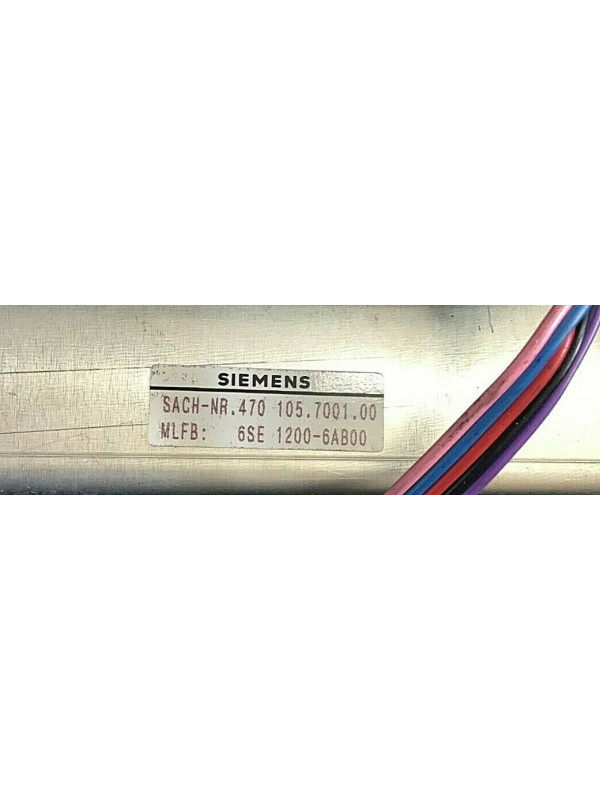 SIEMENS
SACH-NR.470 105.7001.00
MLFB: 6SE 1200-6AB00